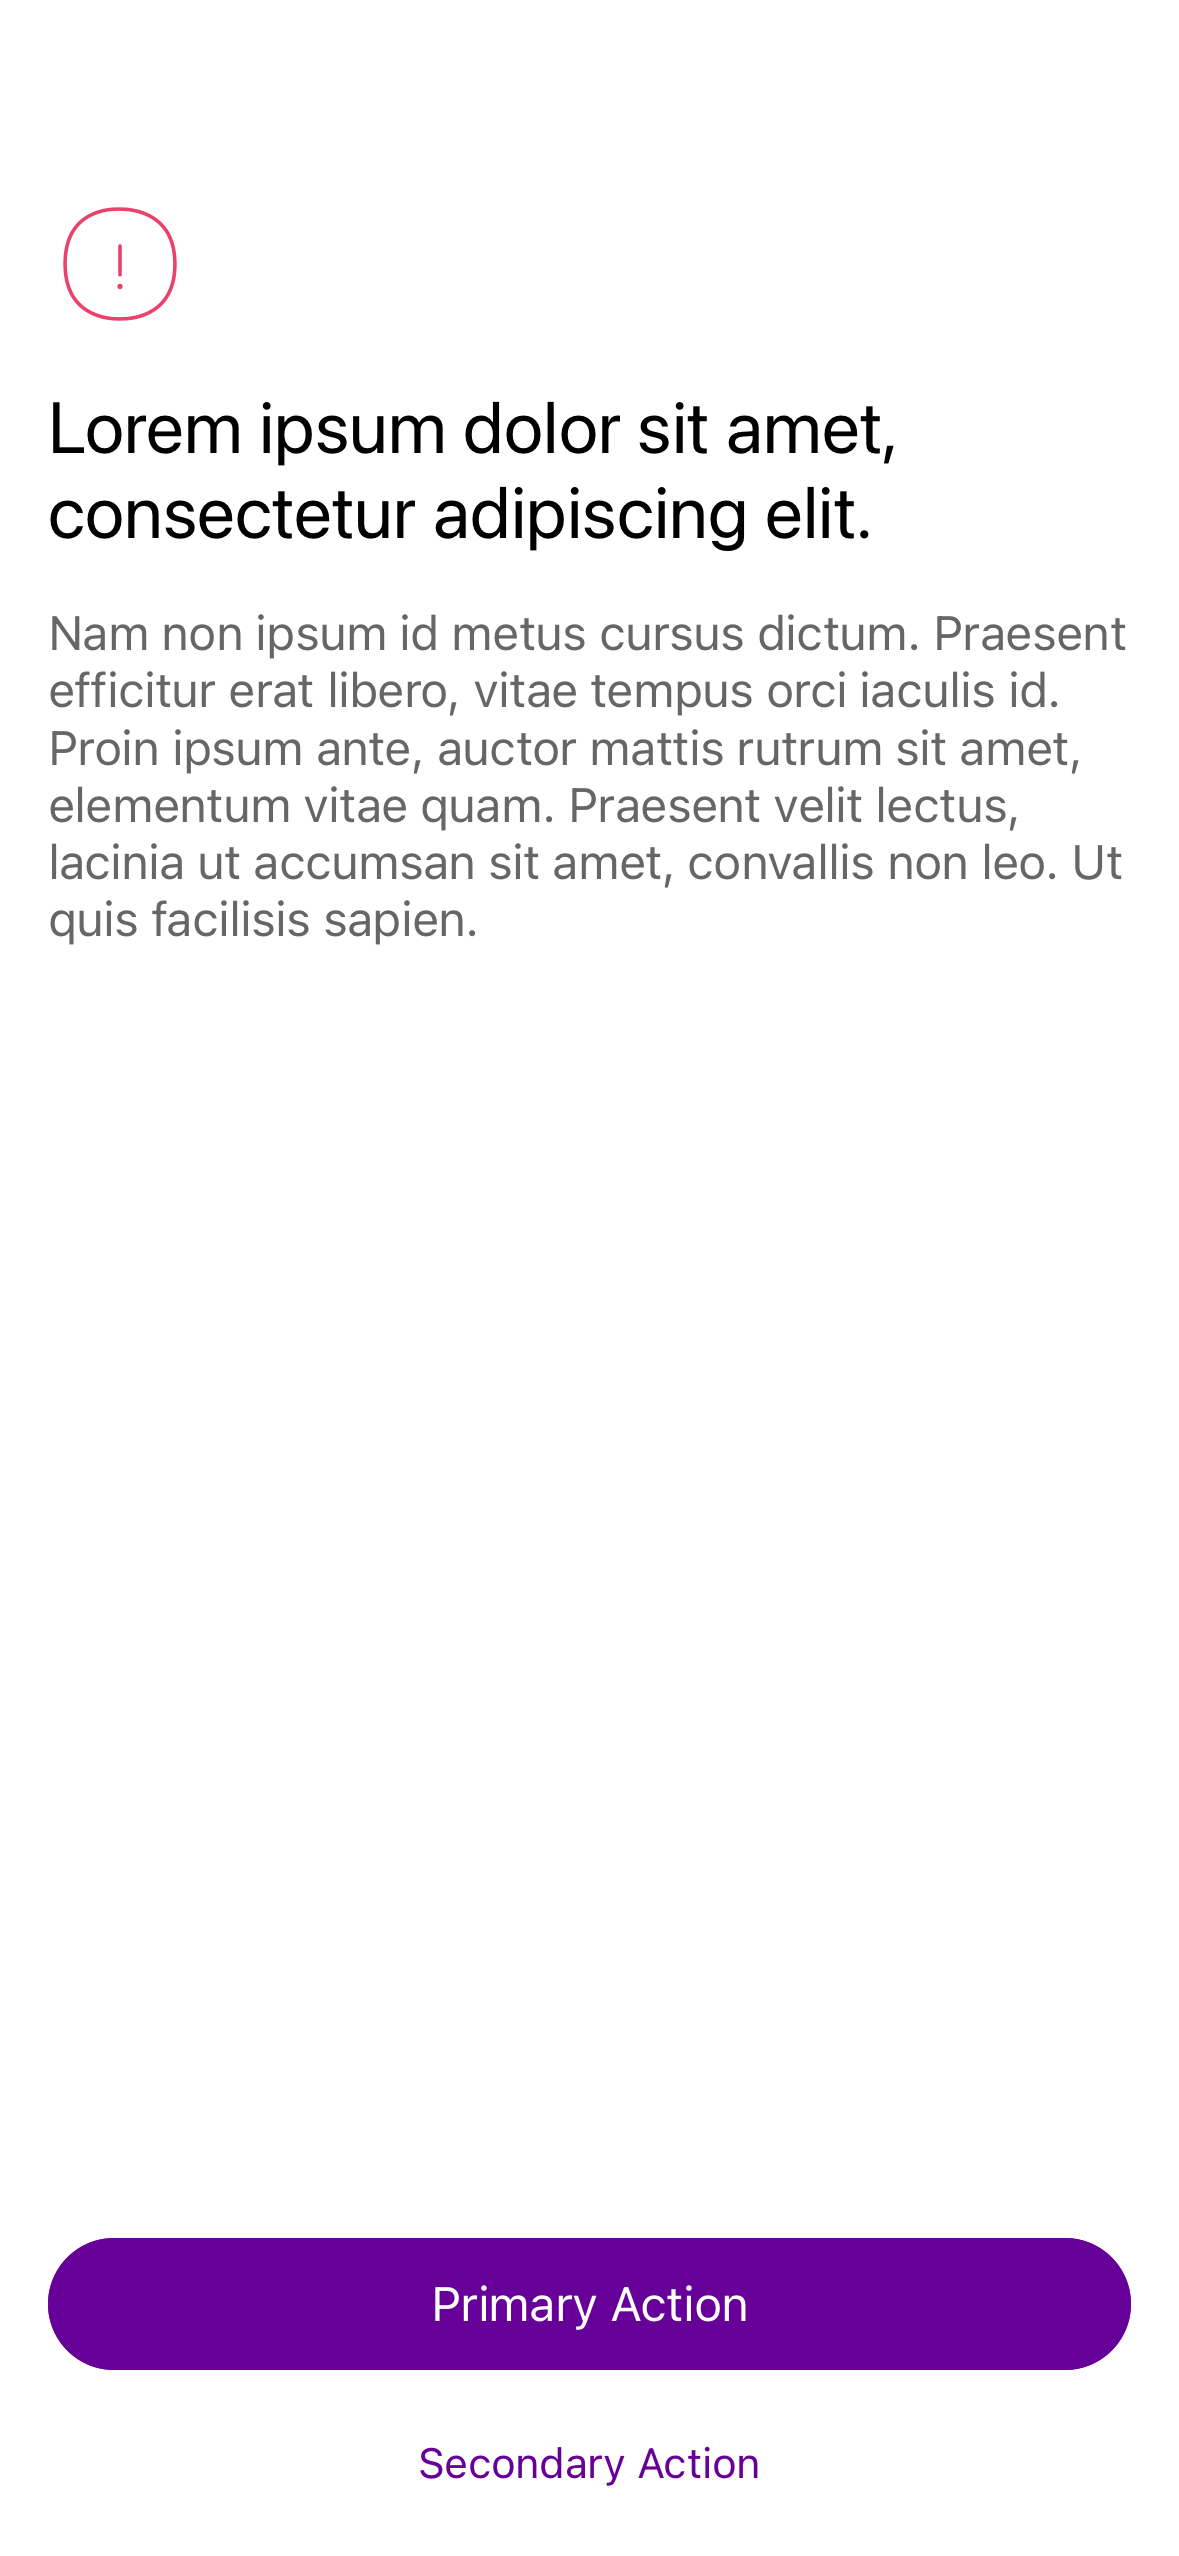 !
Lorem ipsum dolor sit amet,
consectetur adipiscing elit.
Nam non ipsum id metus cursus dictum. Praesent
efficitur erat libero, vitae tempus orci iaculis id.
Proin ipsum ante, auctor mattis rutrum sit amet,
elementum vitae quam. Praesent velit lectus,
lacinia ut accumsan sit amet, convallis non leo. Ut
quis facilisis sapien.
Primary Action
Secondary Action